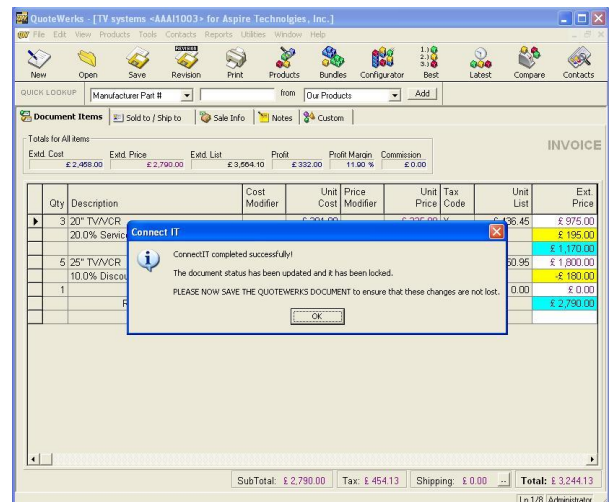 QuoteWerks - [TV systems <AAAI1003> for Aspire Technolgies, Inc.]
File Edit View Products Tools Contacts Reports Utilities Window Help
REVISION
1.) 2.) 3.)
New Open Save Revision Print Products Bundles Configurator Best Latest Compare Contacts
QUICK LOOKUP Manufacturer Part # from Our Products Add
Document Items Sold to / Ship to Sale Info Notes Custom
Totals for All items
INVOICE
Extd. Cost Extd. Price Extd. List Profit Profit Margin Commission
£ 2,458.00 £ 2,790.00 £ 3,564.10 £ 332.00 11.90 % £ 0.00
Qty Description Cost Modifier Unit Cost Price Modifier Unit Price Tax Code Unit List Ext. Price
3 20" TV/VCR £ 975.00
20.0% Servic £ 195.00
£ 1,170.00
5 25" TV/VCR £ 1,800.00
10.0% Discou -£ 180.00
1 0.00 £ 0.00
£ 2,790.00
Connect IT
ConnectIT completed successfully!
The document status has been updated and it has been locked.
PLEASE NOW SAVE THE QUOTEWERKS DOCUMENT to ensure that these changes are not lost.
OK
SubTotal: £ 2,790.00 Tax: £ 454.13 Shipping: £ 0.00 ... Total: £ 3,244.13
Ln 1/8 Administrator